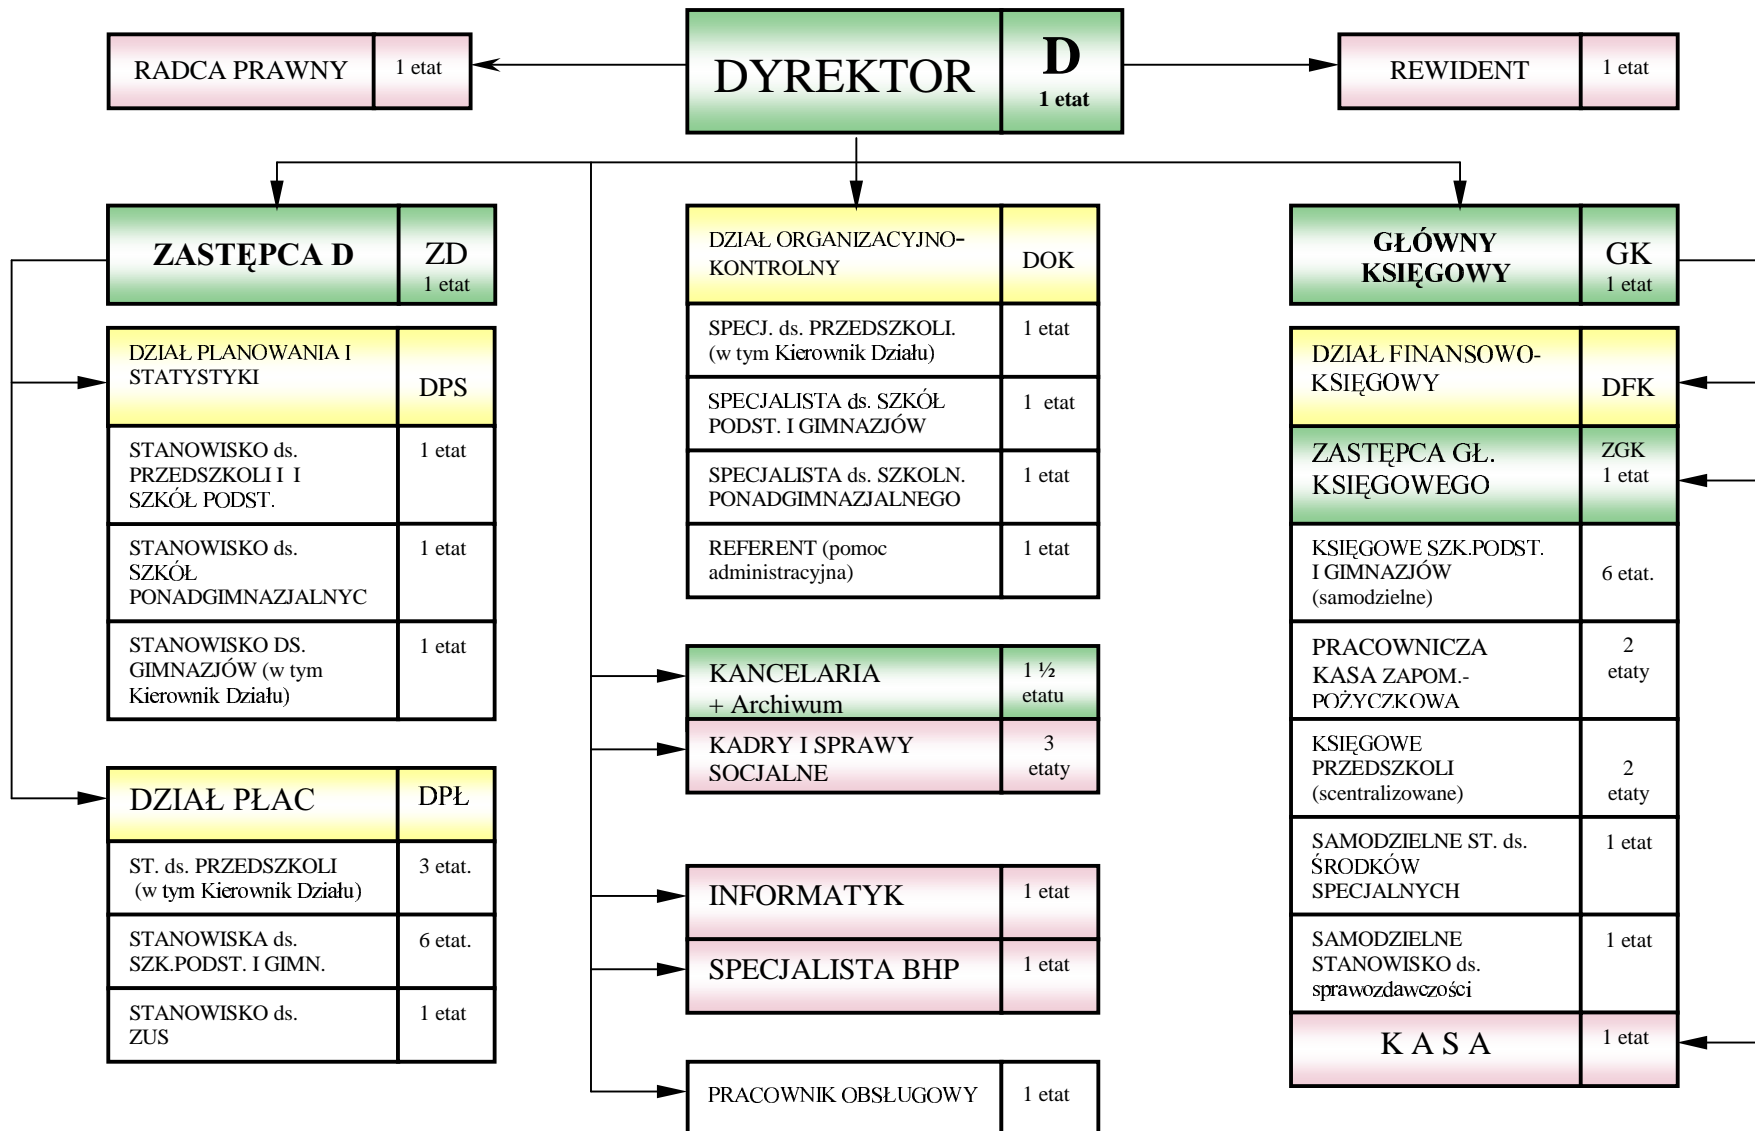 RADCA PRAWNY
1 etat
DYREKTOR
D
1 etat
REWIDENT
1 etat
ZASTĘPCA D
ZD
1 etat
DZIAŁ PLANOWANIA I
STATYSTYKI
DPS
STANOWISKO ds.
PRZEDSZKOLI I  I
SZKÓŁ PODST.
1 etat
STANOWISKO ds.
SZKÓŁ
PONADGIMNAZJALNYC
1 etat
STANOWISKO DS.
GIMNAZJÓW (w tym
Kierownik Działu)
1 etat
DZIAŁ PŁAC
DPŁ
ST. ds. PRZEDSZKOLI
(w tym Kierownik Działu)
3 etat.
STANOWISKA ds.
SZK.PODST. I GIMN.
6 etat.
STANOWISKO ds.
ZUS
1 etat
DZIAŁ ORGANIZACYJNO-
KONTROLNY
DOK
SPECJ. ds. PRZEDSZKOLI.
(w tym Kierownik Działu)
1 etat
SPECJALISTA ds. SZKÓŁ
PODST. I GIMNAZJÓW
1  etat
SPECJALISTA ds. SZKOLN.
PONADGIMNAZJALNEGO
1 etat
REFERENT (pomoc
administracyjna)
1 etat
KANCELARIA
+ Archiwum
1 ½
etatu
KADRY I SPRAWY
SOCJALNE
3
etaty
INFORMATYK
1 etat
SPECJALISTA BHP
1 etat
PRACOWNIK OBSŁUGOWY
1 etat
GŁÓWNY
KSIĘGOWY
GK
1 etat
DZIAŁ FINANSOWO-
KSIĘGOWY
DFK
ZASTĘPCA GŁ.
KSIĘGOWEGO
ZGK
1 etat
KSIĘGOWE SZK.PODST.
I GIMNAZJÓW
(samodzielne)
6 etat.
PRACOWNICZA
KASA ZAPOM.-
POŻYCZKOWA
2
etaty
KSIĘGOWE
PRZEDSZKOLI
(scentralizowane)
2
etaty
SAMODZIELNE ST. ds.
ŚRODKÓW
SPECJALNYCH
1 etat
SAMODZIELNE
STANOWISKO ds.
sprawozdawczości
1 etat
K A S A
1 etat